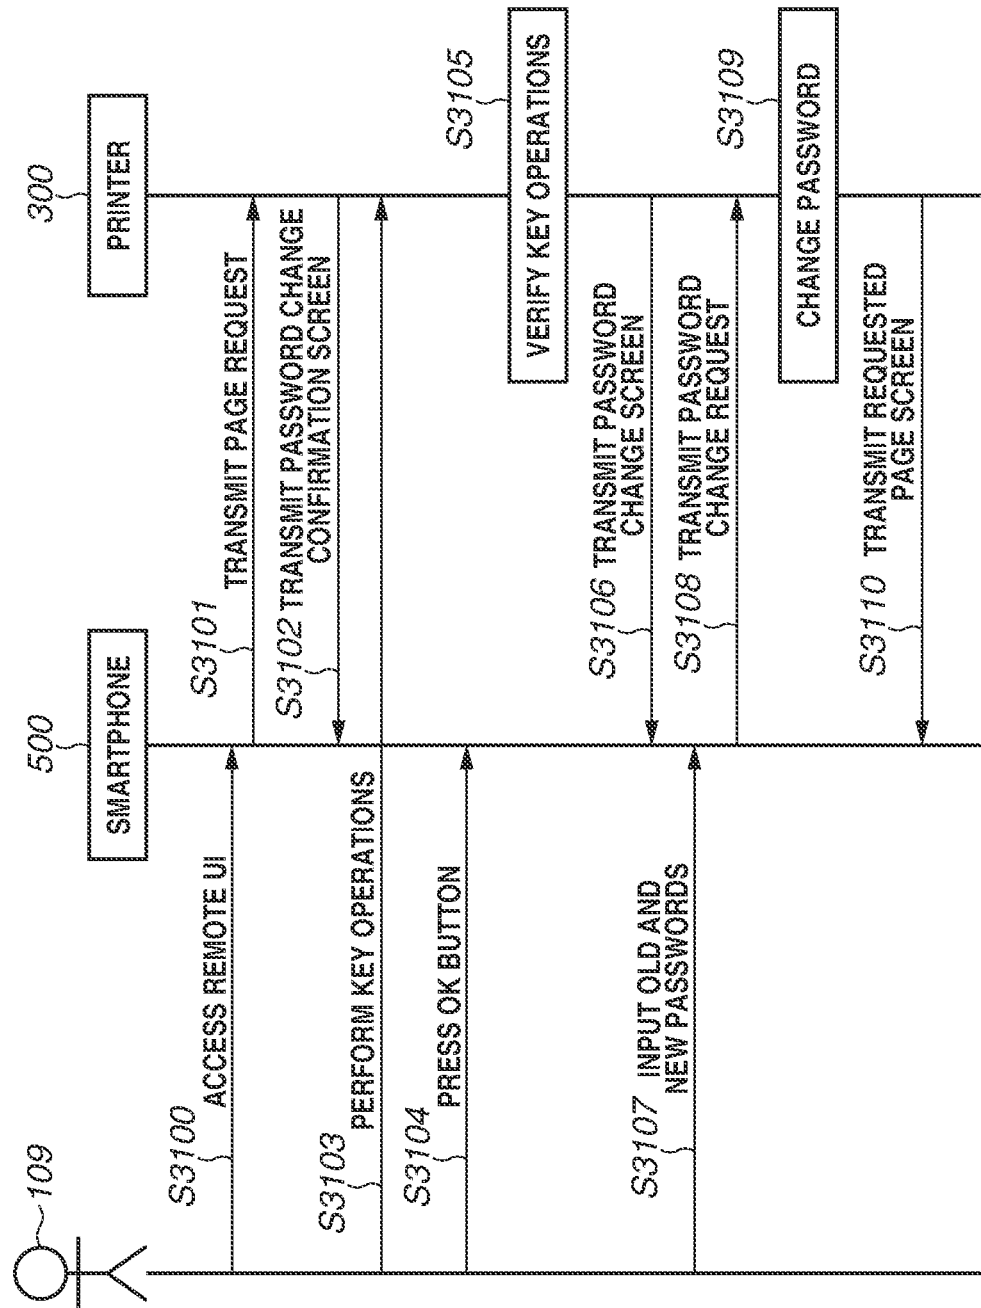 109
500
300
SMARTPHONE
PRINTER
S3100
ACCESS REMOTE UI
S3101
TRANSMIT PAGE REQUEST
S3102 TRANSMIT PASSWORD CHANGE
CONFIRMATION SCREEN
S3103
PERFORM KEY OPERATIONS
S3104
PRESS OK BUTTON
S3105
VERIFY KEY OPERATIONS
S3106 TRANSMIT PASSWORD
CHANGE SCREEN
S3107
INPUT OLD AND
NEW PASSWORDS
S3108 TRANSMIT PASSWORD
CHANGE REQUEST
S3109
CHANGE PASSWORD
S3110 TRANSMIT REQUESTED
PAGE SCREEN